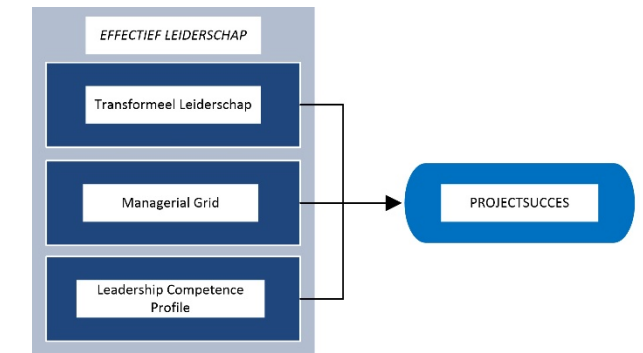 EFFECTIEF LEIDERSCHAP
Transformeel Leiderschap
Managerial Grid
Leadership Competence
Profile
PROJECTSUCCES